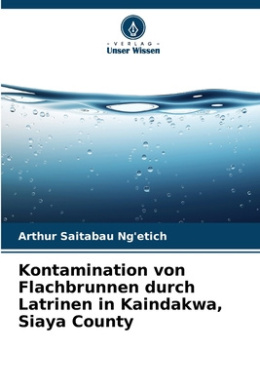 • VERLAG •
Unser Wissen
Arthur Saitabau Ng'etich
Kontamination von
Flachbrunnen durch
Latrinen in Kaindakwa,
Siaya County